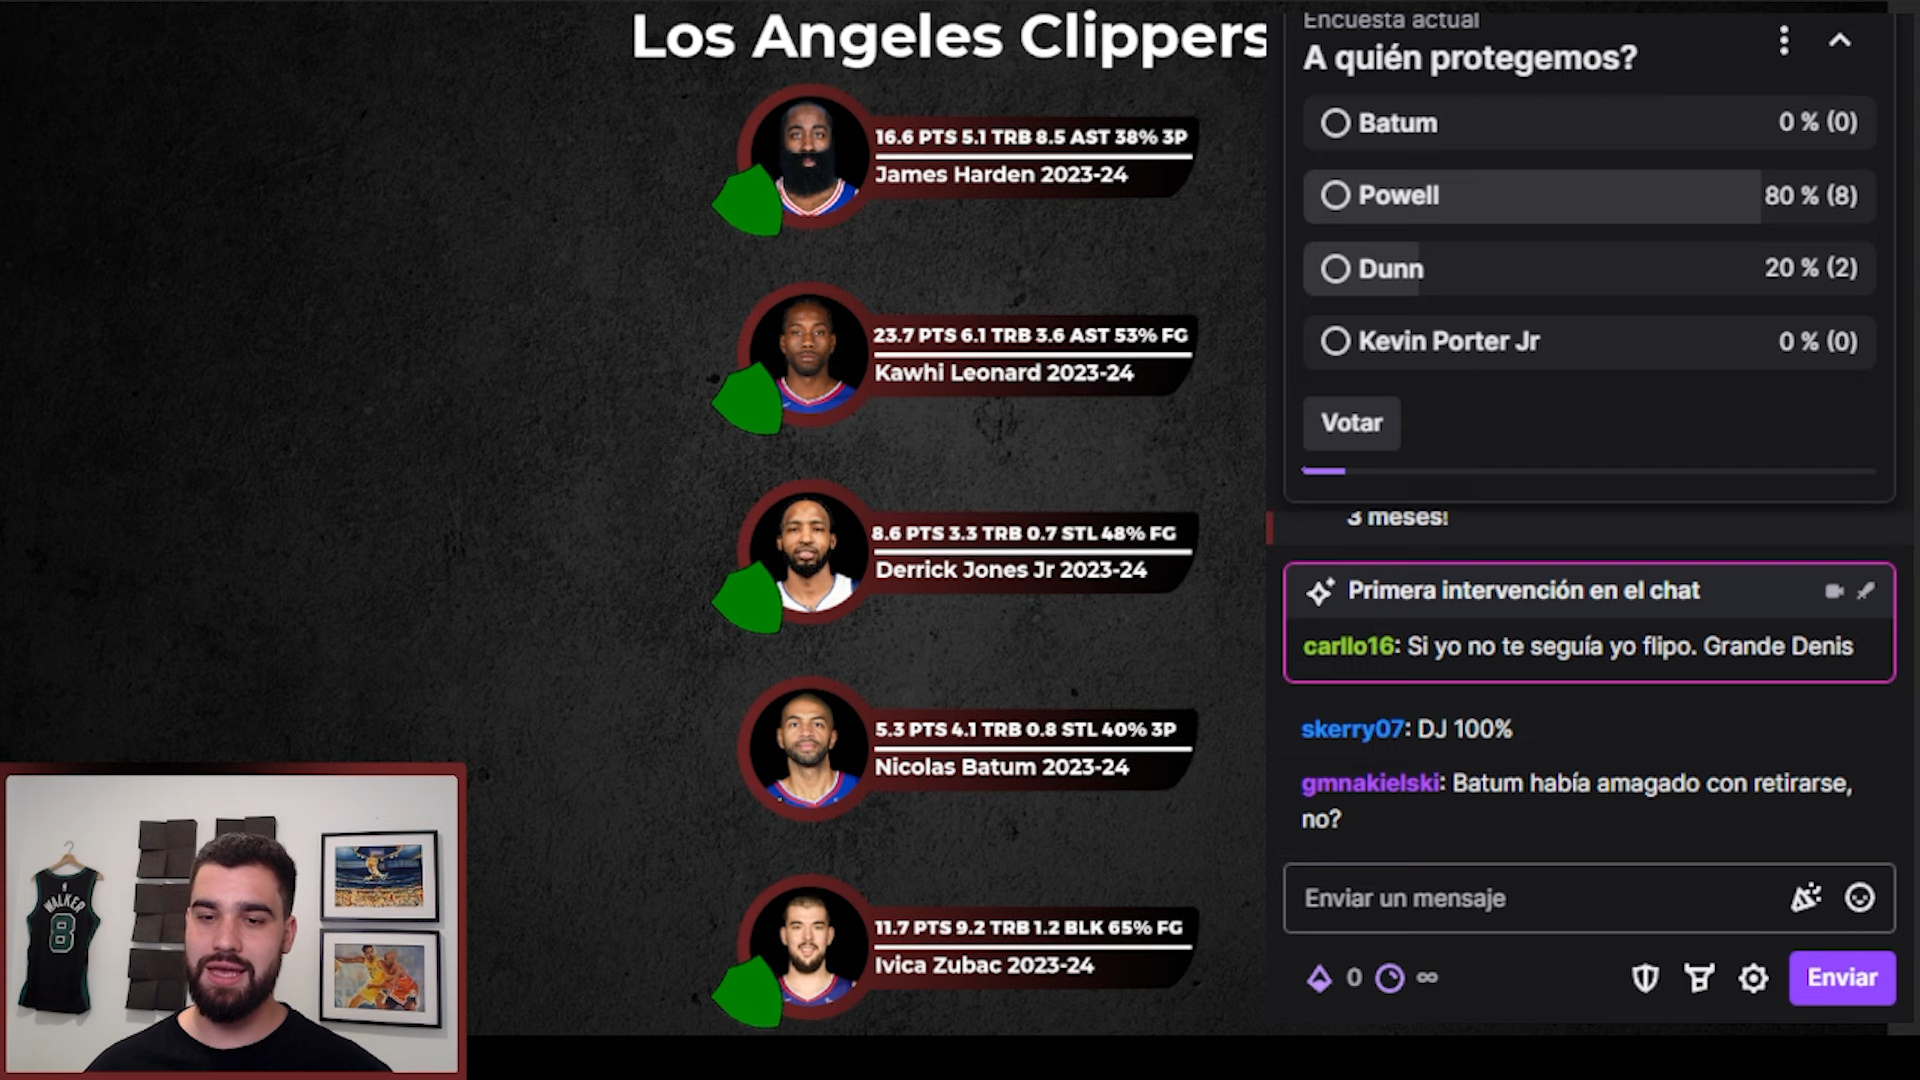 Los Angeles Clippers
16.6 PTS 5.1 TRB 8.5 AST 38% 3P
James Harden 2023-24
23.7 PTS 6.1 TRB 3.6 AST 53% FG
Kawhi Leonard 2023-24
8.6 PTS 3.3 TRB 0.7 STL 48% FG
Derrick Jones Jr 2023-24
5.3 PTS 4.1 TRB 0.8 STL 40% 3P
Nicolas Batum 2023-24
11.7 PTS 9.2 TRB 1.2 BLK 65% FG
Ivica Zubac 2023-24
WALKER
8
Encuesta actual
A quién protegemos?
Batum 0 % (0)
Powell 80 % (8)
Dunn 20 % (2)
Kevin Porter Jr 0 % (0)
Votar
3 meses!
Primera intervención en el chat
carllo16: Si yo no te seguía yo flipo. Grande Denis
skerry07: DJ 100%
gmnakielski: Batum había amagado con retirarse,
no?
Enviar un mensaje
0 ∞
Enviar